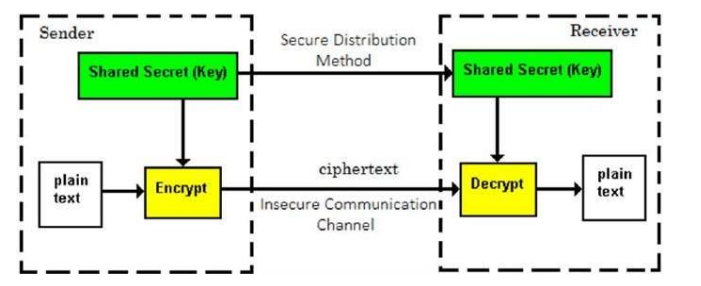 Sender
Receiver
Secure Distribution
Method
Shared Secret (Key)
Shared Secret (Key)
plain
text
Encrypt
ciphertext
Insecure Communication
Channel
Decrypt
plain
text